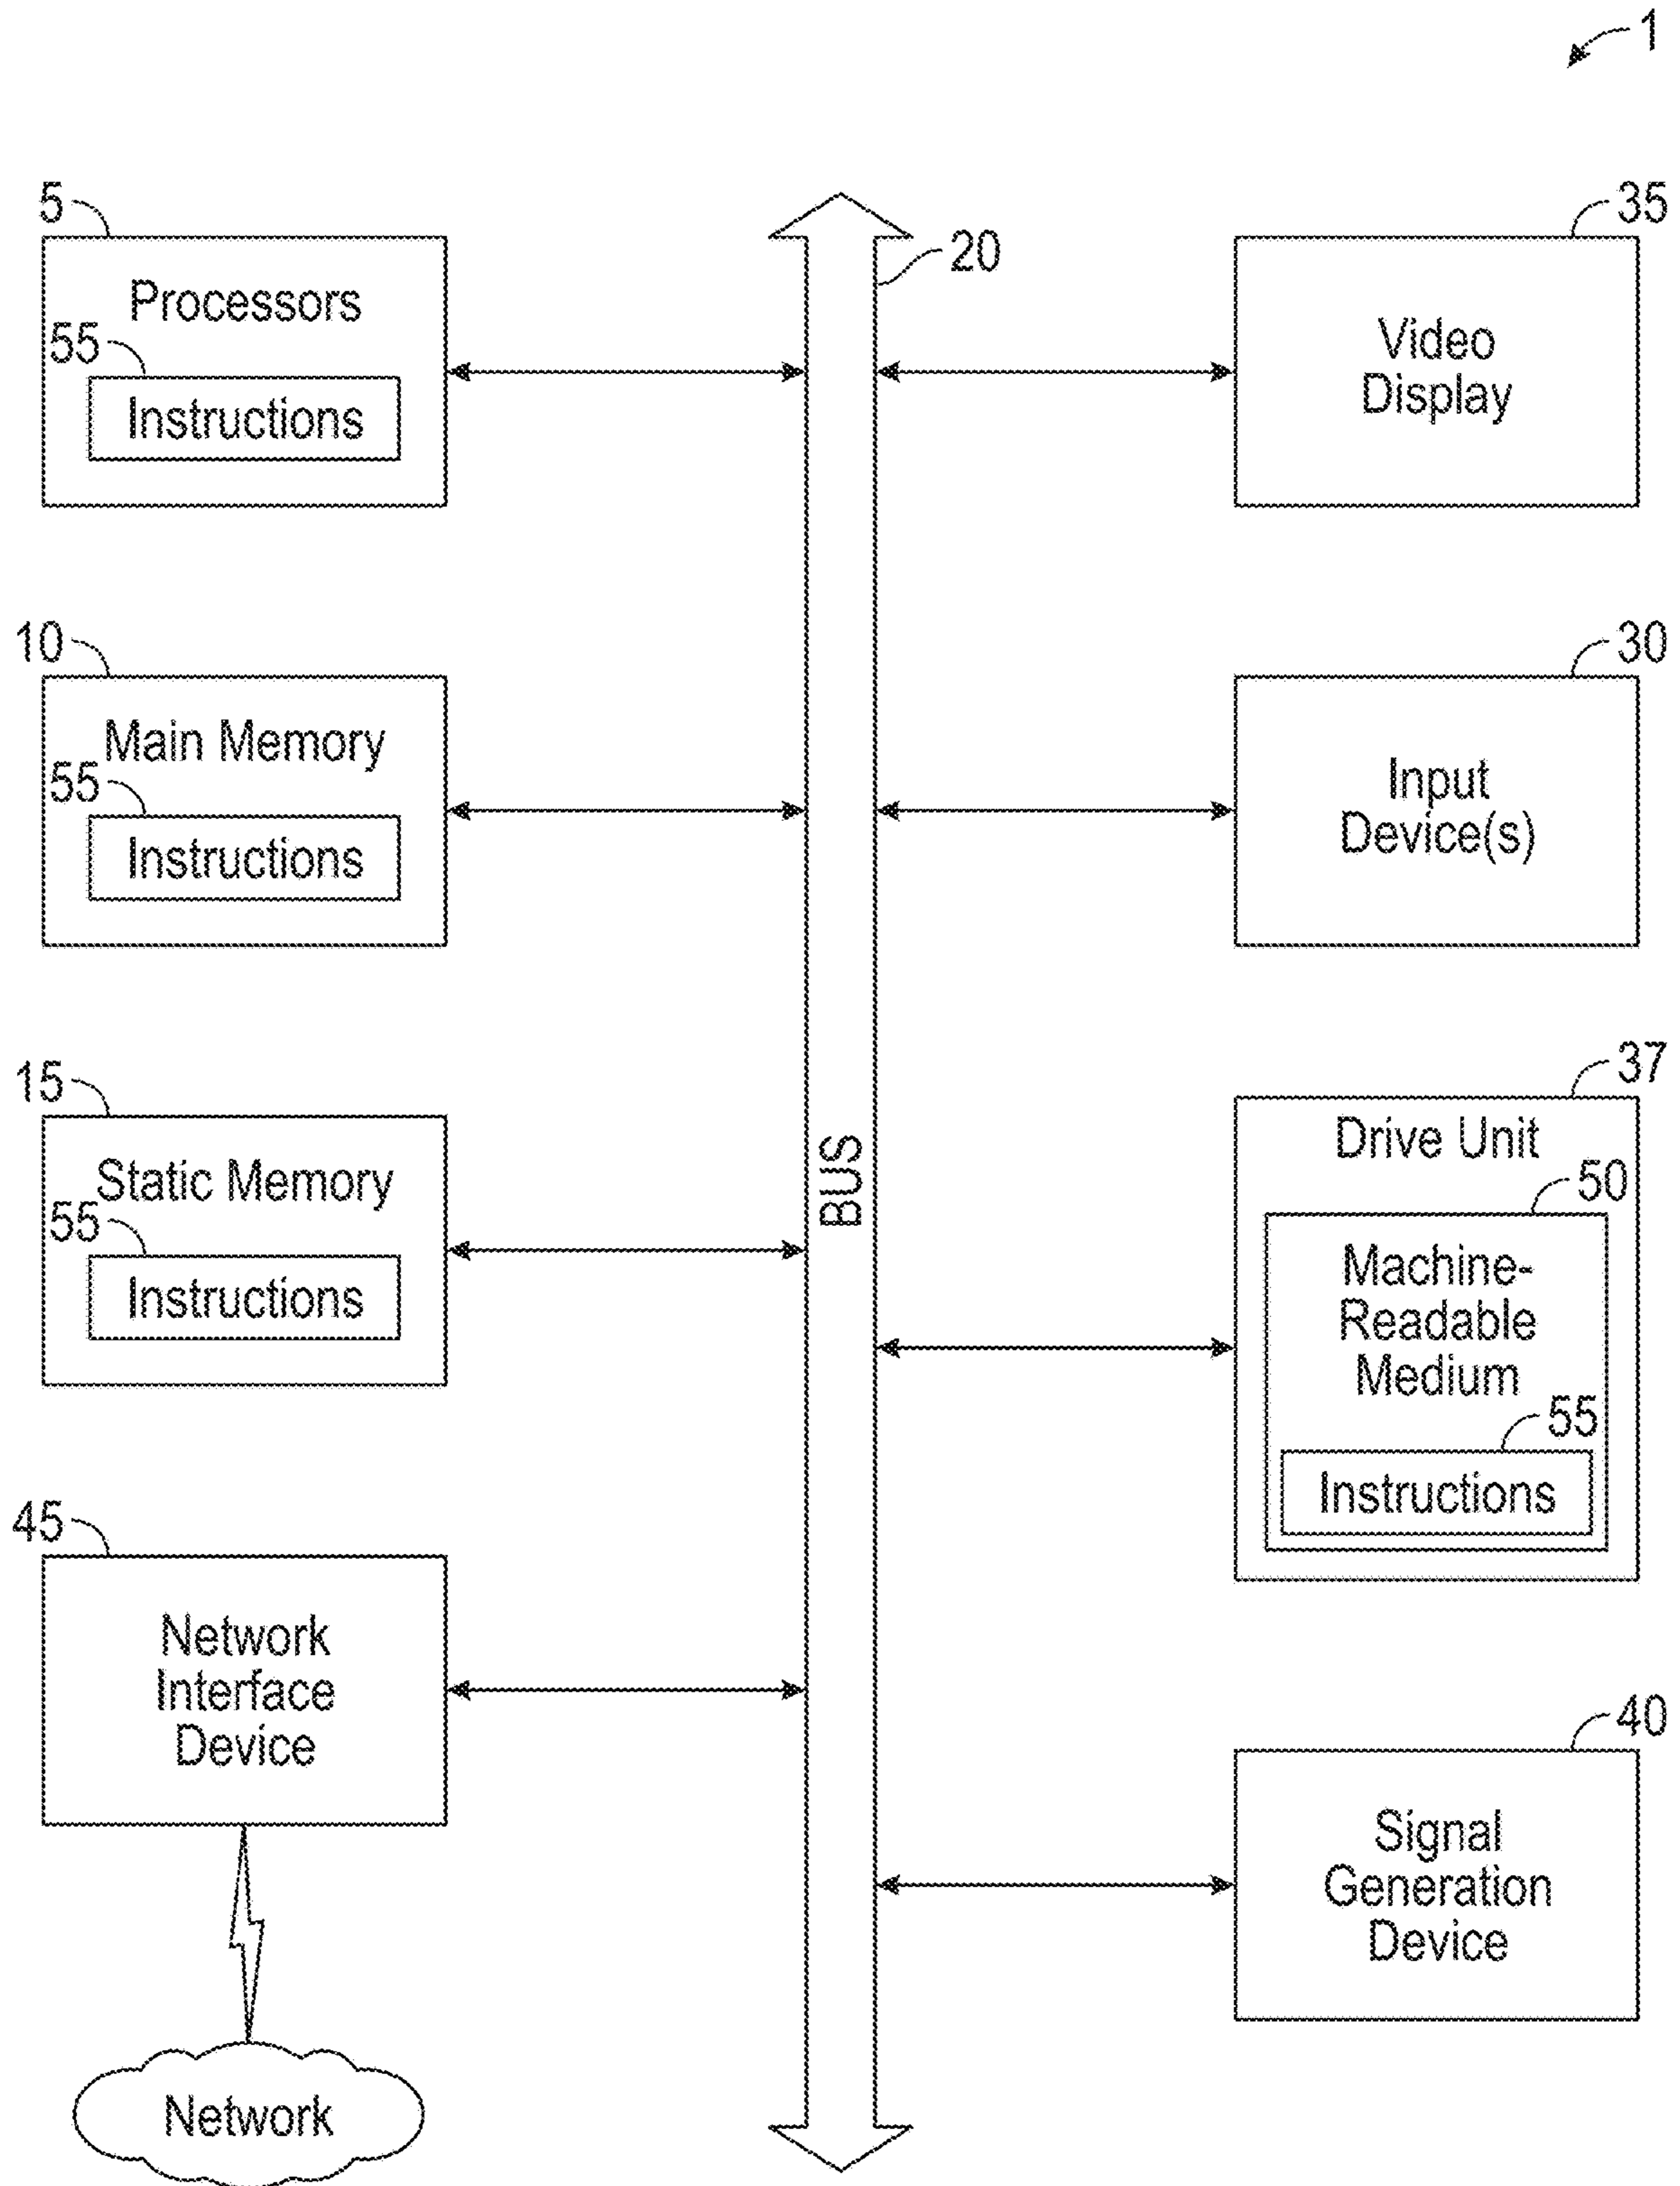 1
5
Processors
55
Instructions
20
35
Video
Display
10
Main Memory
55
Instructions
30
Input
Device(s)
15
Static Memory
55
Instructions
BUS
37
Drive Unit
50
Machine-
Readable
Medium
55
Instructions
45
Network
Interface
Device
40
Signal
Generation
Device
Network